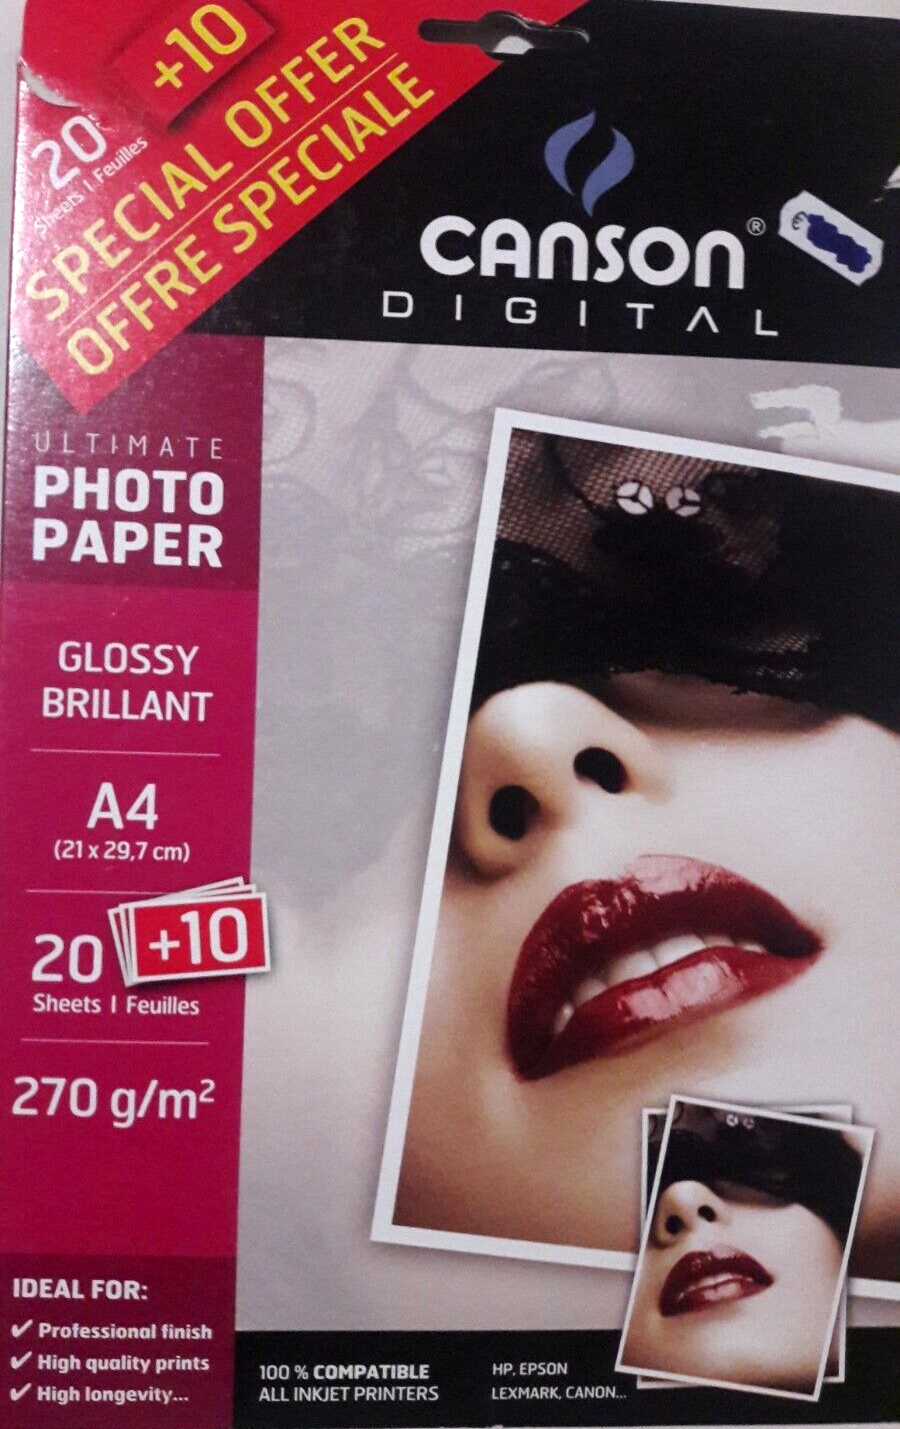 +10
20
Sheets | Feuilles
SPECIAL OFFER
OFFRE SPECIALE
CANSON®
DIGITAL
€
ULTIMATE
PHOTO
PAPER
GLOSSY
BRILLANT
A4
(21 x 29,7 cm)
20 +10
Sheets | Feuilles
270 g/m²
IDEAL FOR:
✓ Professional finish
✓ High quality prints
✓ High longevity...
100 % COMPATIBLE
ALL INKJET PRINTERS
HP, EPSON
LEXMARK, CANON...